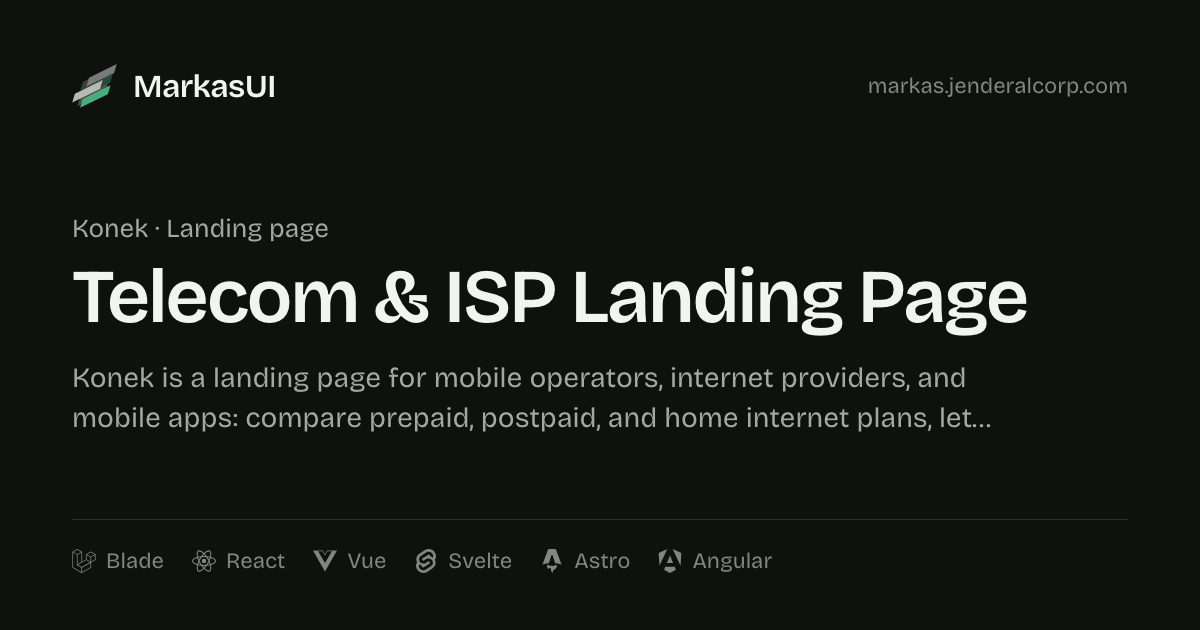 MarkasUI
markas.jenderalcorp.com
Konek · Landing page
Telecom & ISP Landing Page
Konek is a landing page for mobile operators, internet providers, and
mobile apps: compare prepaid, postpaid, and home internet plans, let...
Blade React Vue Svelte Astro Angular